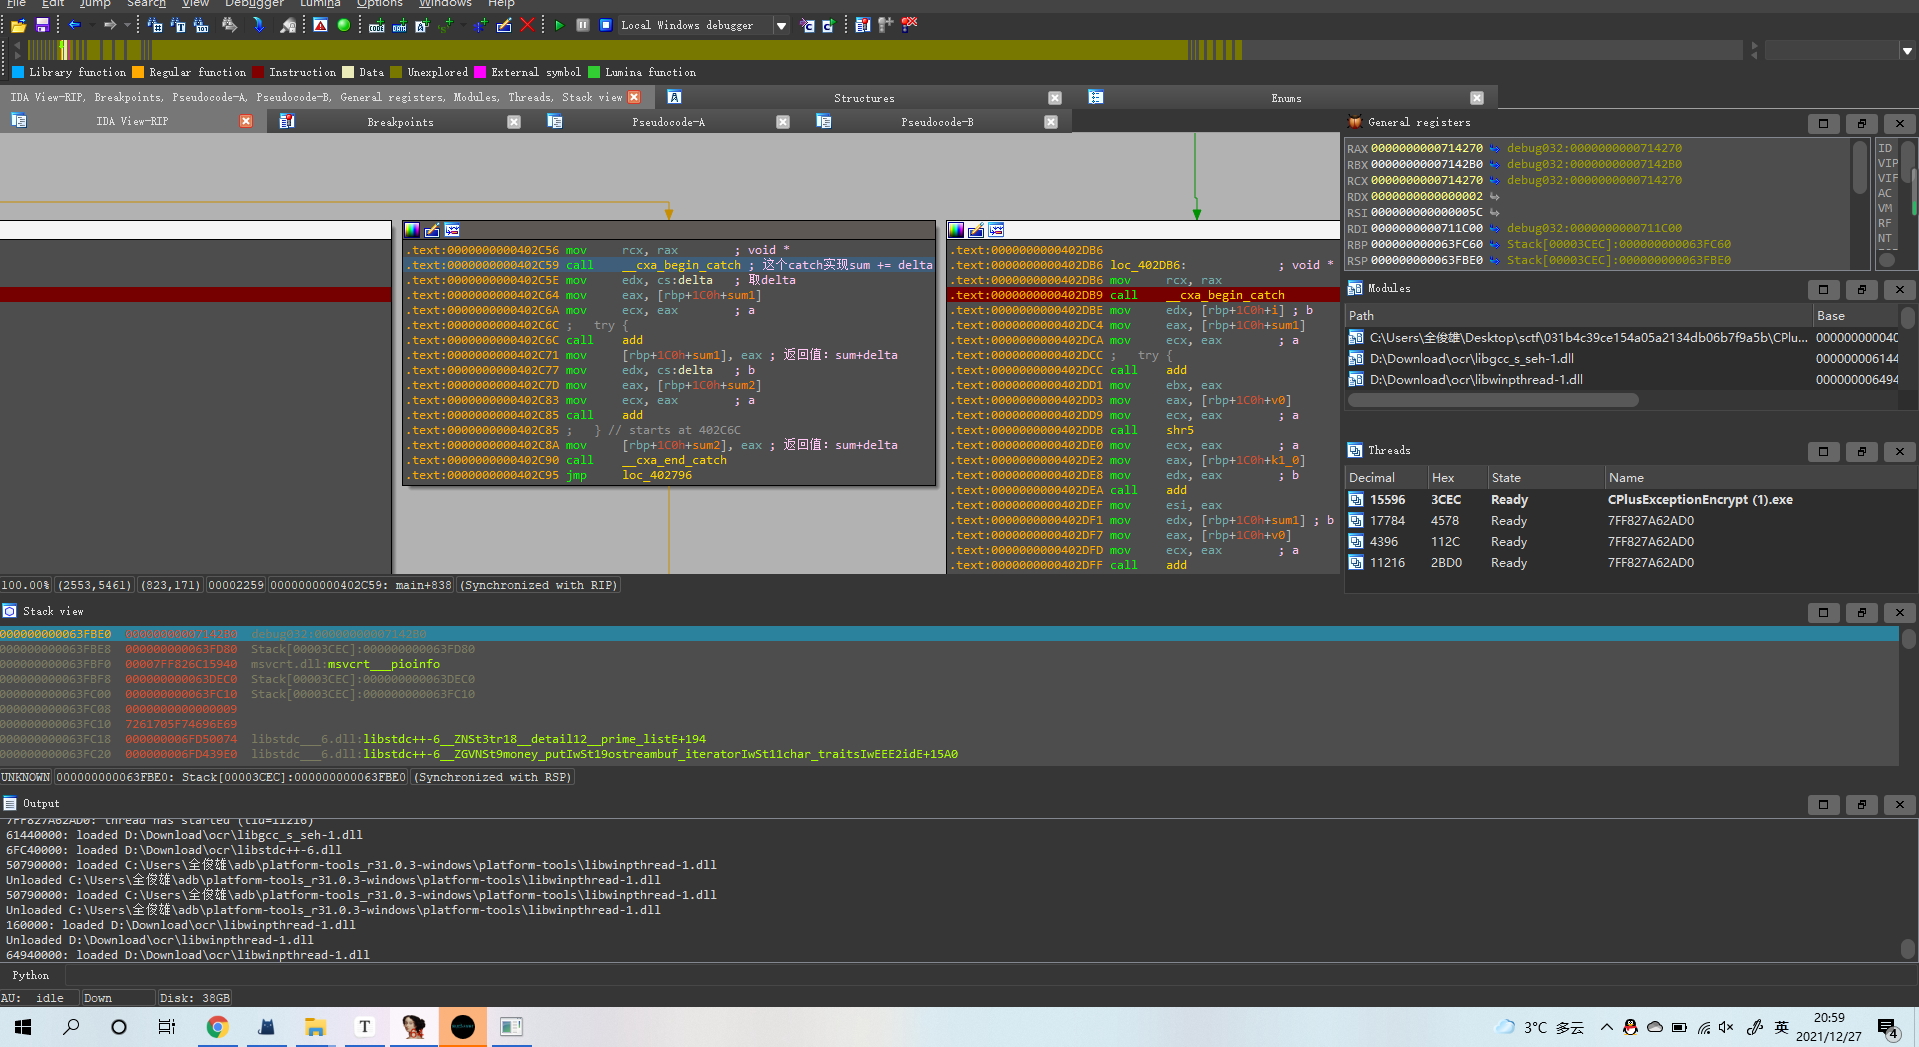 File Edit Jump Search View Debugger Lumina Options Windows Help
Local Windows debugger
Library function Regular function Instruction Data Unexplored External symbol Lumina function
IDA View-RIP, Breakpoints, Pseudocode-A, Pseudocode-B, General registers, Modules, Threads, Stack view Structures Enums
IDA View-RIP Breakpoints Pseudocode-A Pseudocode-B
.text:0000000000402C56 mov rcx, rax ; void *
.text:0000000000402C59 call __cxa_begin_catch ; 这个catch实现sum += delta
.text:0000000000402C5E mov edx, cs:delta ; 取delta
.text:0000000000402C64 mov eax, [rbp+1C0h+sum1]
.text:0000000000402C6A mov ecx, eax ; a
.text:0000000000402C6C ; try {
.text:0000000000402C6C call add
.text:0000000000402C71 mov [rbp+1C0h+sum1], eax ; 返回值：sum+delta
.text:0000000000402C77 mov edx, cs:delta ; b
.text:0000000000402C7D mov eax, [rbp+1C0h+sum2]
.text:0000000000402C83 mov ecx, eax ; a
.text:0000000000402C85 call add
.text:0000000000402C85 ; } // starts at 402C6C
.text:0000000000402C8A mov [rbp+1C0h+sum2], eax ; 返回值：sum+delta
.text:0000000000402C90 call __cxa_end_catch
.text:0000000000402C95 jmp loc_402796
.text:0000000000402DB6
.text:0000000000402DB6 loc_402DB6: ; void *
.text:0000000000402DB6 mov rcx, rax
.text:0000000000402DB9 call __cxa_begin_catch
.text:0000000000402DBE mov edx, [rbp+1C0h+i] ; b
.text:0000000000402DC4 mov eax, [rbp+1C0h+sum1]
.text:0000000000402DCA mov ecx, eax ; a
.text:0000000000402DCC ; try {
.text:0000000000402DCC call add
.text:0000000000402DD1 mov ebx, eax
.text:0000000000402DD3 mov eax, [rbp+1C0h+v0]
.text:0000000000402DD9 mov ecx, eax ; a
.text:0000000000402DDB call shr5
.text:0000000000402DE0 mov ecx, eax ; a
.text:0000000000402DE2 mov eax, [rbp+1C0h+k1_0]
.text:0000000000402DE8 mov edx, eax ; b
.text:0000000000402DEA call add
.text:0000000000402DEF mov esi, eax
.text:0000000000402DF1 mov edx, [rbp+1C0h+sum1] ; b
.text:0000000000402DF7 mov eax, [rbp+1C0h+v0]
.text:0000000000402DFD mov ecx, eax ; a
.text:0000000000402DFF call add
100.00% (2553,5461) (823,171) 00002259 0000000000402C59: main+838 (Synchronized with RIP)
General registers
RAX 0000000000714270 debug032:0000000000714270
RBX 00000000007142B0 debug032:00000000007142B0
RCX 0000000000714270 debug032:0000000000714270
RDX 0000000000000002
RSI 000000000000005C
RDI 0000000000711C00 debug032:0000000000711C00
RBP 000000000063FC60 Stack[00003CEC]:000000000063FC60
RSP 000000000063FBE0 Stack[00003CEC]:000000000063FBE0
ID
VIP
VIF
AC
VM
RF
NT
Modules
Path Base
C:\Users\全俊雄\Desktop\sctf\031b4c39ce154a05a2134db06b7f9a5b\CPlu... 000000000040
D:\Download\ocr\libgcc_s_seh-1.dll 000000006144
D:\Download\ocr\libwinpthread-1.dll 000000006494
Threads
Decimal Hex State Name
15596 3CEC Ready CPlusExceptionEncrypt (1).exe
17784 4578 Ready 7FF827A62AD0
4396 112C Ready 7FF827A62AD0
11216 2BD0 Ready 7FF827A62AD0
Stack view
000000000063FBE0 00000000007142B0 debug032:00000000007142B0
000000000063FBE8 000000000063FD80 Stack[00003CEC]:000000000063FD80
000000000063FBF0 00007FF826C15940 msvcrt.dll:msvcrt___pioinfo
000000000063FBF8 000000000063DEC0 Stack[00003CEC]:000000000063DEC0
000000000063FC00 000000000063FC10 Stack[00003CEC]:000000000063FC10
000000000063FC08 0000000000000009
000000000063FC10 7261705F74696E69
000000000063FC18 000000006FD50074 libstdc___6.dll:libstdc++-6__ZNSt3tr18__detail12__prime_listE+194
000000000063FC20 000000006FD439E0 libstdc___6.dll:libstdc++-6__ZGVNSt9money_putIwSt19ostreambuf_iteratorIwSt11char_traitsIwEEE2idE+15A0
UNKNOWN 000000000063FBE0: Stack[00003CEC]:000000000063FBE0 (Synchronized with RSP)
Output
7FF827A62AD0: thread has started (tid=11216)
61440000: loaded D:\Download\ocr\libgcc_s_seh-1.dll
6FC40000: loaded D:\Download\ocr\libstdc++-6.dll
50790000: loaded C:\Users\全俊雄\adb\platform-tools_r31.0.3-windows\platform-tools\libwinpthread-1.dll
Unloaded C:\Users\全俊雄\adb\platform-tools_r31.0.3-windows\platform-tools\libwinpthread-1.dll
50790000: loaded C:\Users\全俊雄\adb\platform-tools_r31.0.3-windows\platform-tools\libwinpthread-1.dll
Unloaded C:\Users\全俊雄\adb\platform-tools_r31.0.3-windows\platform-tools\libwinpthread-1.dll
160000: loaded D:\Download\ocr\libwinpthread-1.dll
Unloaded D:\Download\ocr\libwinpthread-1.dll
64940000: loaded D:\Download\ocr\libwinpthread-1.dll
Python
AU: idle Down Disk: 38GB
T 3°C 多云 英 20:59
2021/12/27 4